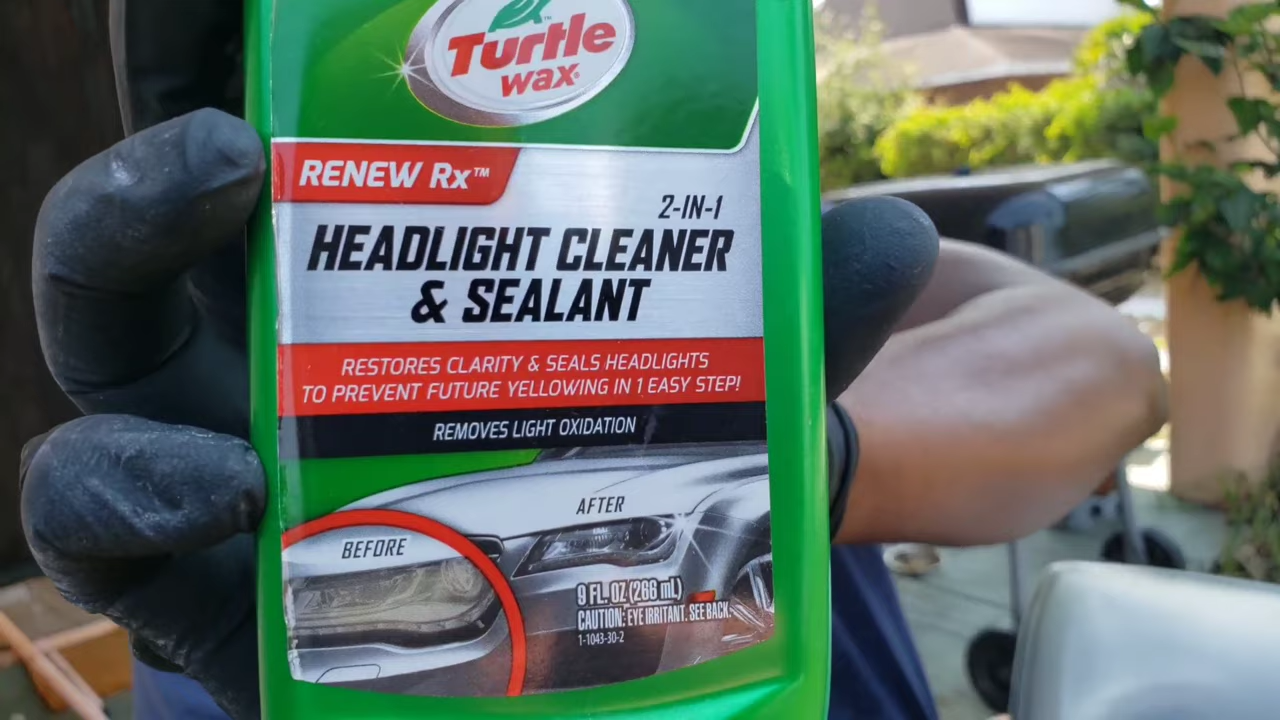 Turtle
wax®
RENEW Rx™
2-IN-1
HEADLIGHT CLEANER
& SEALANT
RESTORES CLARITY & SEALS HEADLIGHTS
TO PREVENT FUTURE YELLOWING IN 1 EASY STEP!
REMOVES LIGHT OXIDATION
AFTER
BEFORE
9 FL. OZ (266 mL)
CAUTION: EYE IRRITANT. SEE BACK.
1-1043-30-2